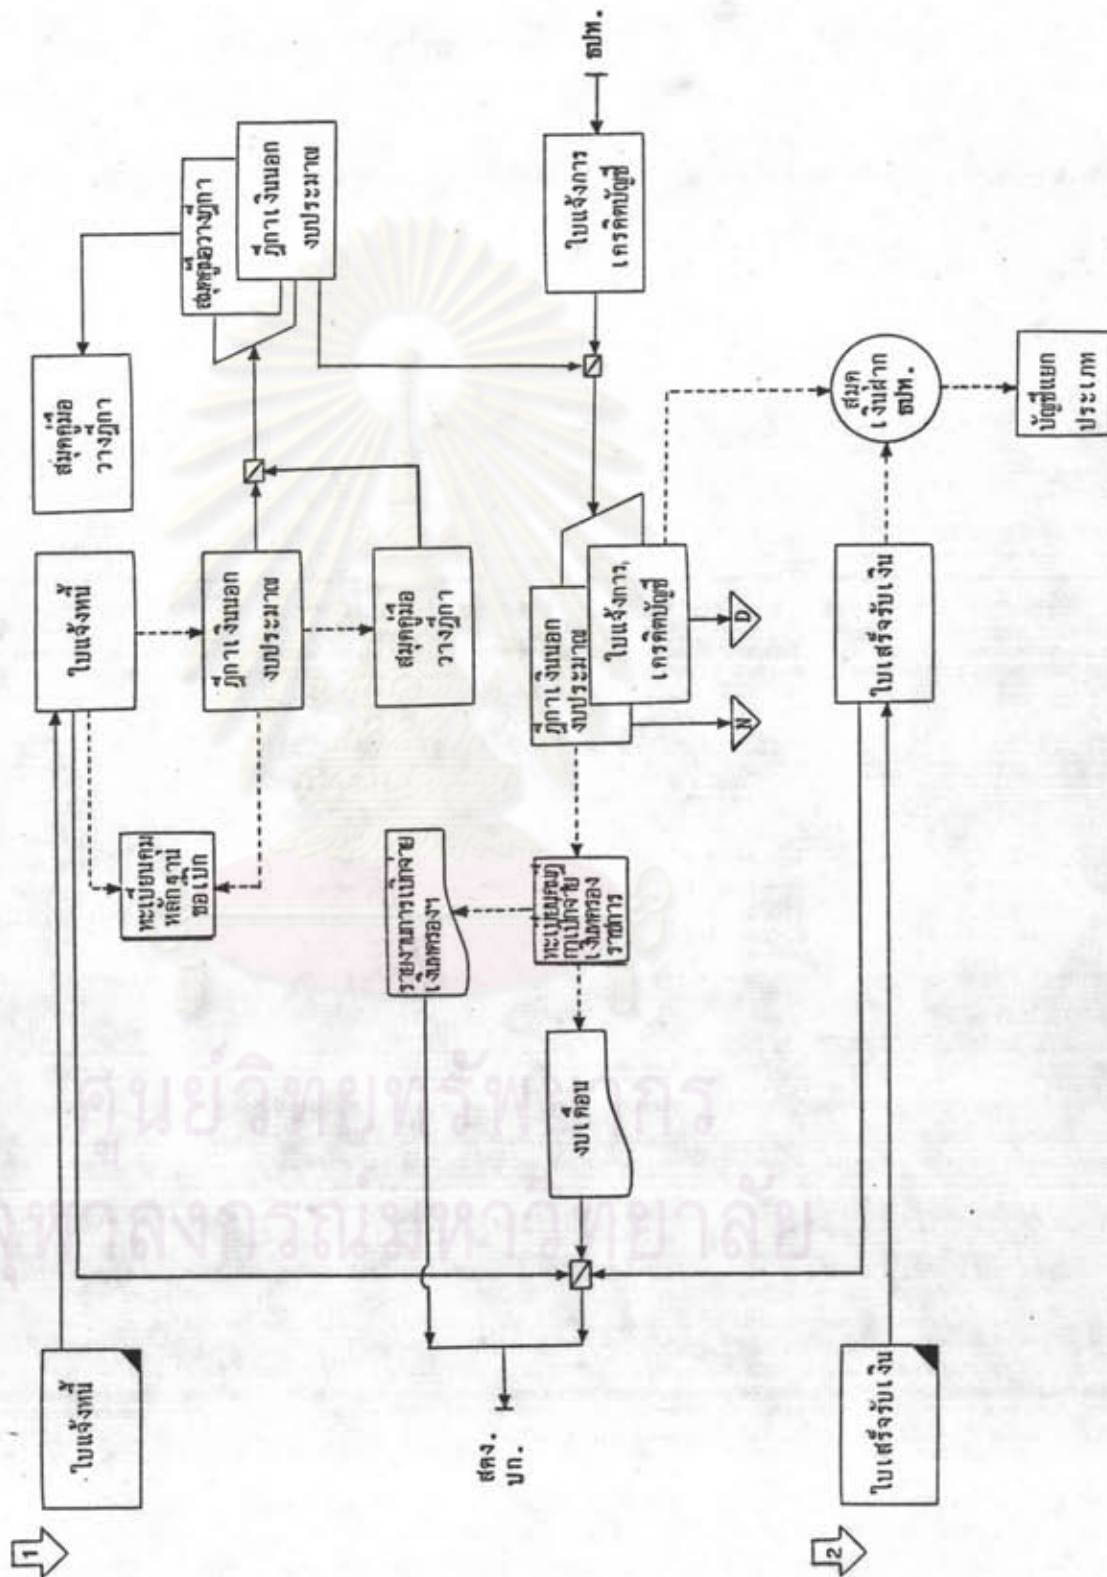 1
ใบแจ้งหนี้
ใบแจ้งหนี้
สมุดคู่มือ
วางฎีกา
ทะเบียนคุม
หลักฐาน
ขอเบิก
ฎีกาเงินนอก
งบประมาณ
สมุดคู่มือวางฎีกา
ฎีกาเงินนอก
งบประมาณ
สมุดคู่มือ
วางฎีกา
รายงานการเบิกจ่าย
เงินทดรองฯ
สตง.
บก.
งบเดือน
ทะเบียนคุมฎี
กาเบิกจ่าย
เงินทดรอง
ราชการ
ฎีกาเงินนอก
งบประมาณ
ใบแจ้งการ
เครดิตบัญชี
N
D
ใบแจ้งการ
เครดิตบัญชี
ธปท.
2
ใบเสร็จรับเงิน
ใบเสร็จรับเงิน
สมุด
เงินฝาก
ธปท.
บัญชีแยก
ประเภท
ศูนย์วิทยทรัพยากร
จุฬาลงกรณ์มหาวิทยาลัย